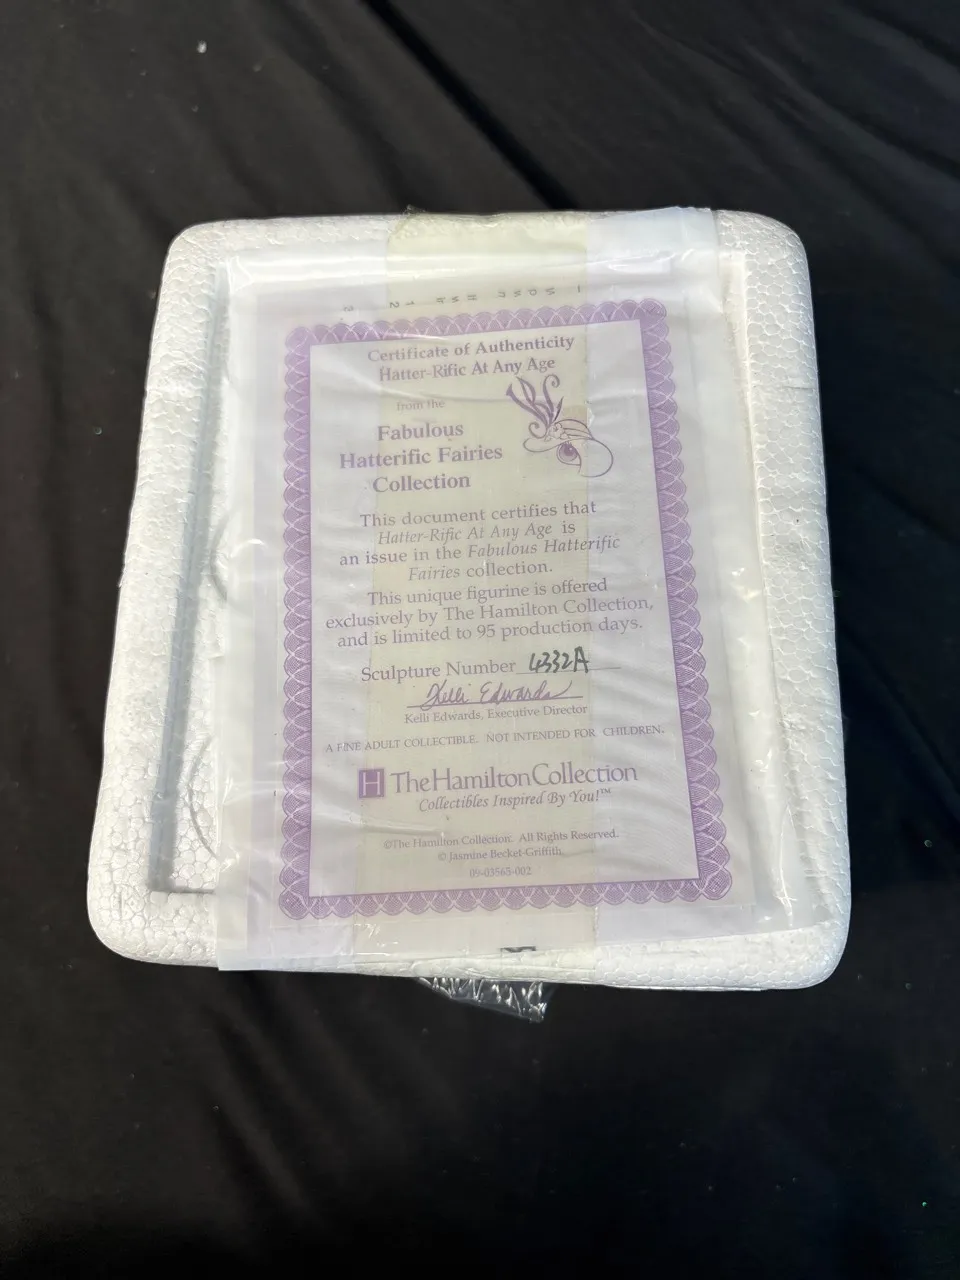 Certificate of Authenticity
Hatter-Rific At Any Age
from the
Fabulous
Hatterific Fairies
Collection
This document certifies that
Hatter-Rific At Any Age is
an issue in the Fabulous Hatterific
Fairies collection.
This unique figurine is offered
exclusively by The Hamilton Collection,
and is limited to 95 production days.
Sculpture Number 4332A
Kelli Edwards
Kelli Edwards, Executive Director
A FINE ADULT COLLECTIBLE. NOT INTENDED FOR CHILDREN.
H The Hamilton Collection
Collectibles Inspired By You!™
©The Hamilton Collection. All Rights Reserved.
© Jasmine Becket-Griffith.
09-03565-002